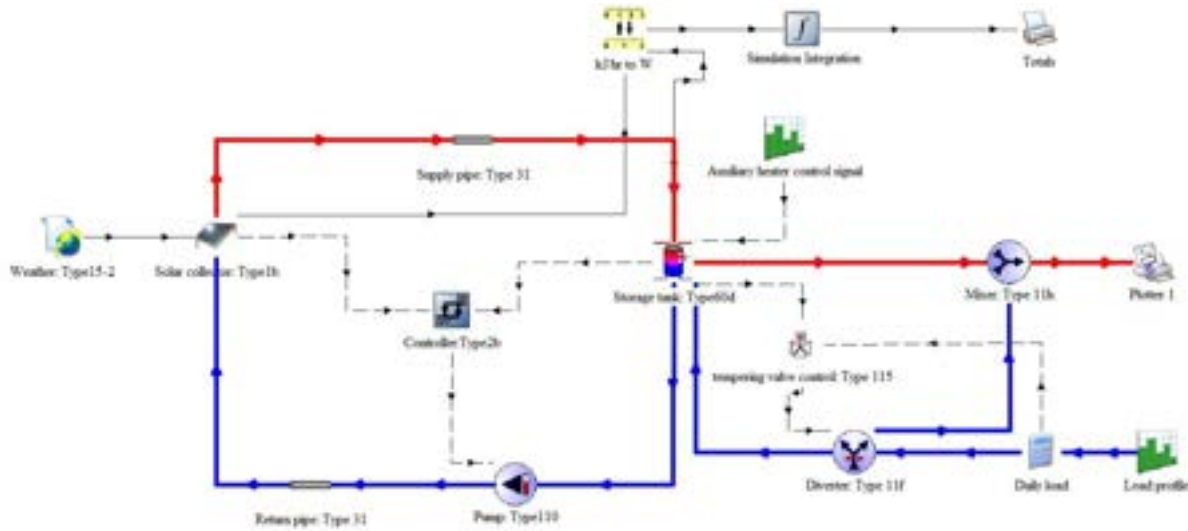 kJ/hr to W
Simulation Integration
Totals
Supply pipe: Type 31
Auxiliary heater control signal
Weather: Type15-2
Solar collector: Type1b
Storage tank: Type60d
Mixer: Type 11h
Plotter 1
Controller:Type2b
tempering valve control: Type 115
Return pipe: Type 31
Pump: Type110
Diverter: Type 11f
Daily load
Load profile